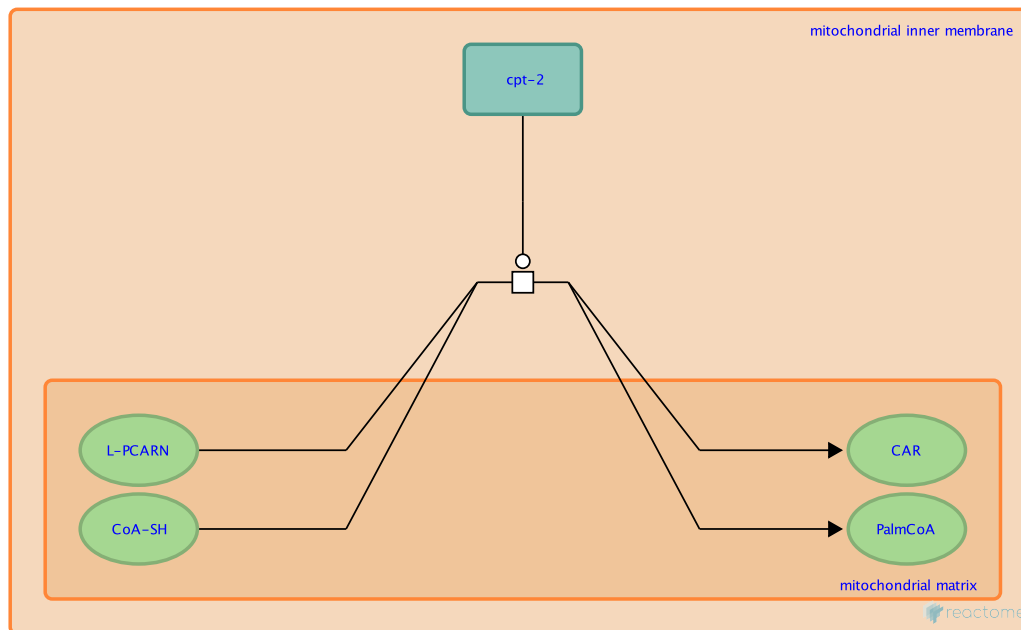 mitochondrial inner membrane
cpt-2
L-PCARN
CAR
CoA-SH
PalmCoA
mitochondrial matrix
reactome